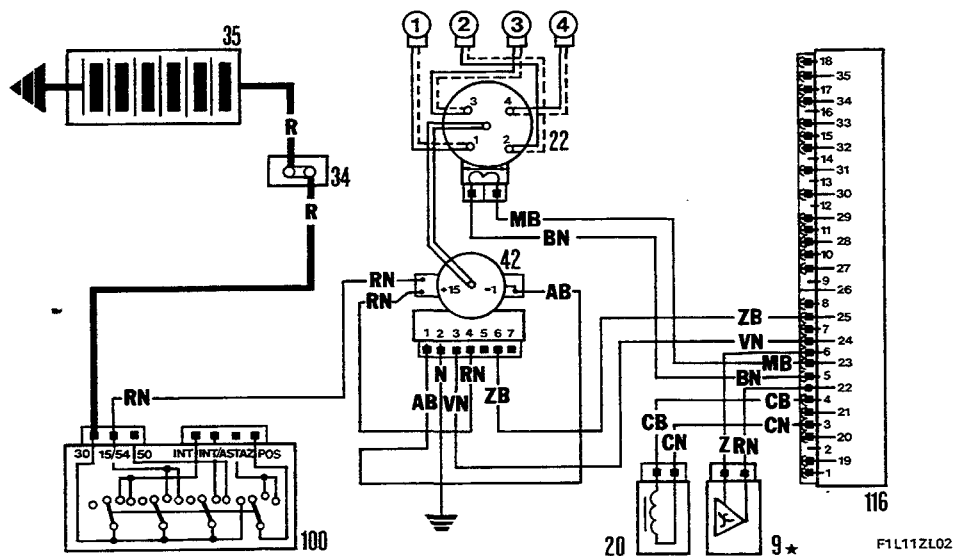 35
1 2 3 4
R
34
R
3 4
1 2
22
MB
BN
42
RN
RN
+15 -1
AB
1 2 3 4 5 6 7
N RN
AB VN ZB
RN
30 15/54 50 INT INT/A STAZ POS
100
18
35
17
34
16
33
15
32
14
31
13
30
12
29
11
28
10
27
9
26
8
25
7
24
6
23
5
22
4
21
3
20
2
19
1
116
ZB
VN
MB
BN
CB
CN
CB
CN
Z RN
20
9★
F1L11ZL02